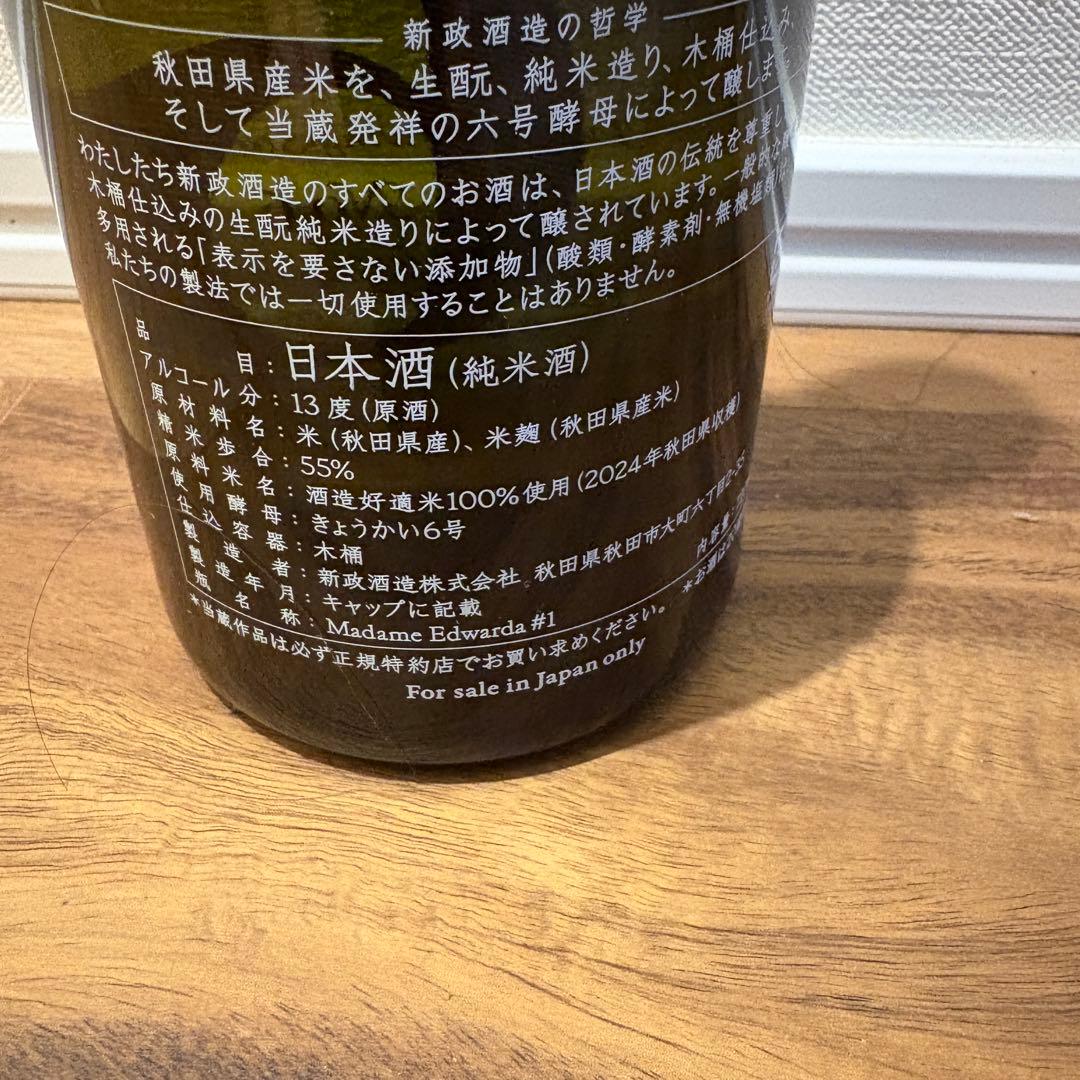 新政酒造の哲学
秋田県産米を、生酛、純米造り、木桶仕込み
そして当蔵発祥の六号酵母によって醸しまし
わたしたち新政酒造のすべてのお酒は、日本酒の伝統を尊重し
木桶仕込みの生酛純米造りによって醸されています。一般的な
多用される「表示を要さない添加物」(酸類・酵素剤・無機塩類
私たちの製法では一切使用することはありません。
品目:日本酒(純米酒)
アルコール分:13度(原酒)
原材料名:米(秋田県産)、米麹(秋田県産米)
精米歩合:55%
原料米名:酒造好適米100%使用(2024年秋田県収穫)
使用酵母:きょうかい6号
仕込容器:木桶
製造者:新政酒造株式会社 秋田県秋田市大町六丁目2-35
製造年月:キャップに記載 内容量:
瓶名称:Madame Edwarda #1
*当蔵作品は必ず正規特約店でお買い求めください。 *お酒は
For sale in Japan only